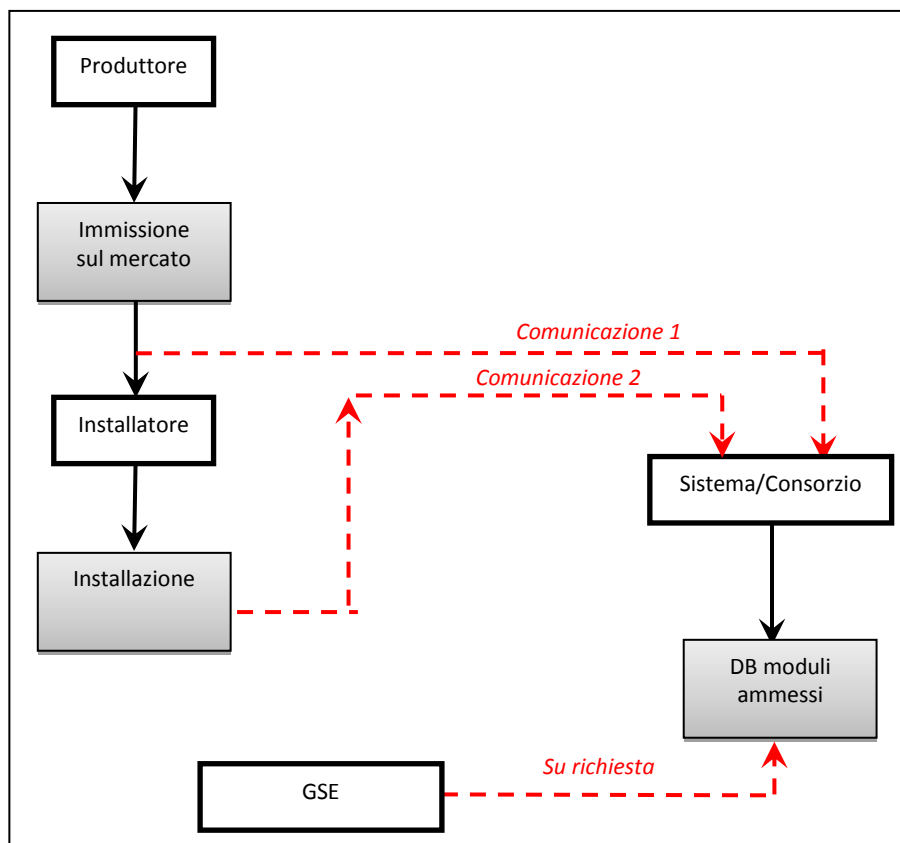 Produttore
Immissione
sul mercato
Comunicazione 1
Comunicazione 2
Installatore
Sistema/Consorzio
Installazione
DB moduli
ammessi
Su richiesta
GSE